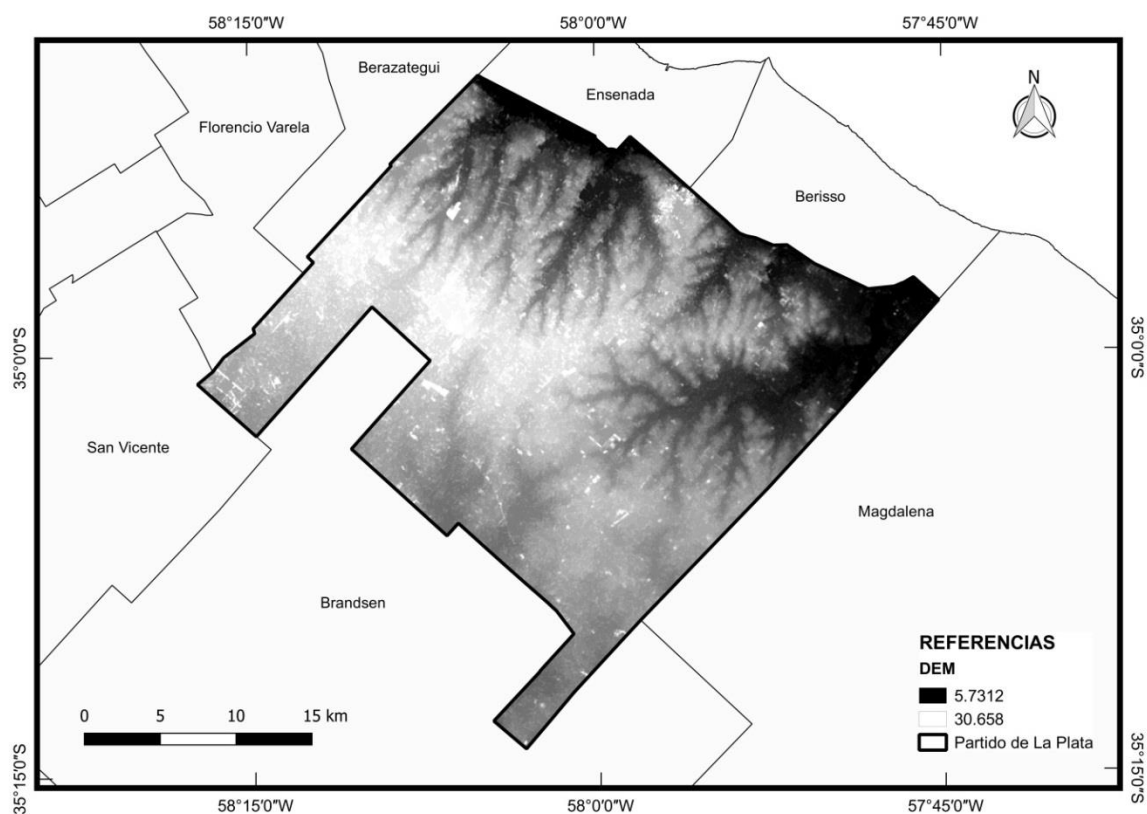 58°15'0"W
58°0'0"W
57°45'0"W
Berazategui
Ensenada
N
Florencio Varela
Berisso
35°0'0"S
35°0'0"S
San Vicente
Magdalena
Brandsen
REFERENCIAS
DEM
5.7312
30.658
Partido de La Plata
0 5 10 15 km
35°15'0"S
35°15'0"S
58°15'0"W
58°0'0"W
57°45'0"W